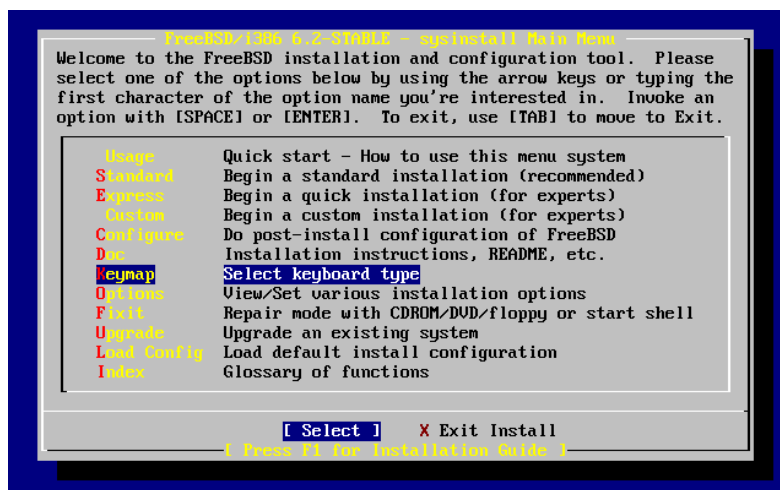 FreeBSD/i386 6.2-STABLE - sysinstall Main Menu
Welcome to the FreeBSD installation and configuration tool.  Please
select one of the options below by using the arrow keys or typing the
first character of the option name you're interested in.  Invoke an
option with [SPACE] or [ENTER].  To exit, use [TAB] to move to Exit.
Usage Quick start - How to use this menu system
Standard Begin a standard installation (recommended)
Express Begin a quick installation (for experts)
Custom Begin a custom installation (for experts)
Configure Do post-install configuration of FreeBSD
Doc Installation instructions, README, etc.
Keymap Select keyboard type
Options View/Set various installation options
Fixit Repair mode with CDROM/DVD/floppy or start shell
Upgrade Upgrade an existing system
Load Config Load default install configuration
Index Glossary of functions
[ Select ] X Exit Install
[ Press F1 for Installation Guide ]